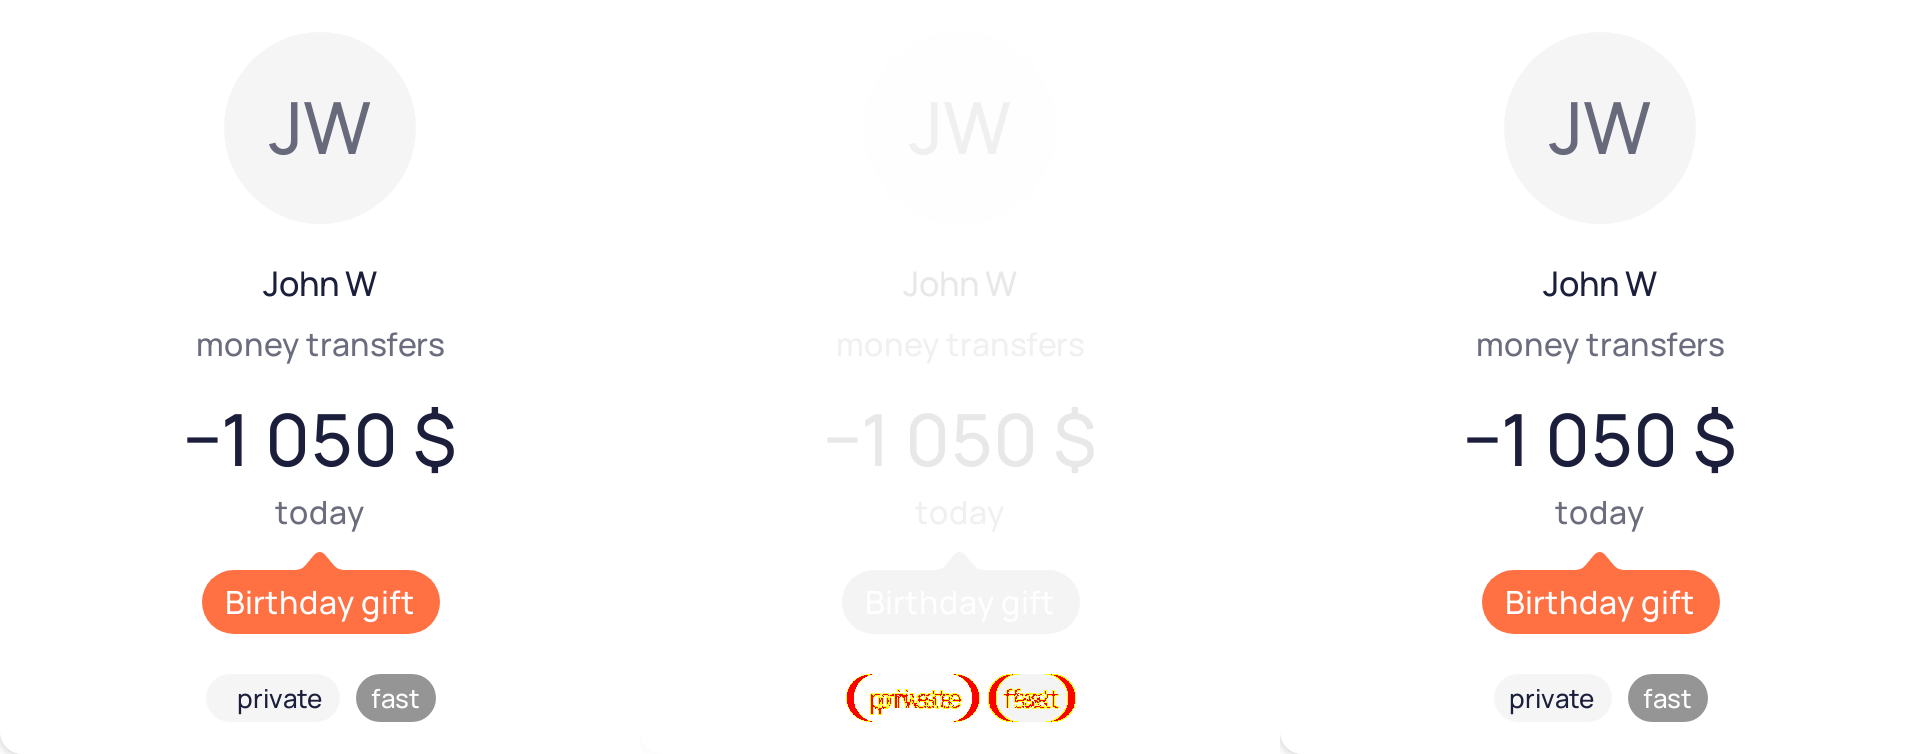 JW
John W
money transfers
−1 050 $
today
Birthday gift
private fast
JW
John W
money transfers
−1 050 $
today
Birthday gift
private fast
JW
John W
money transfers
−1 050 $
today
Birthday gift
private fast